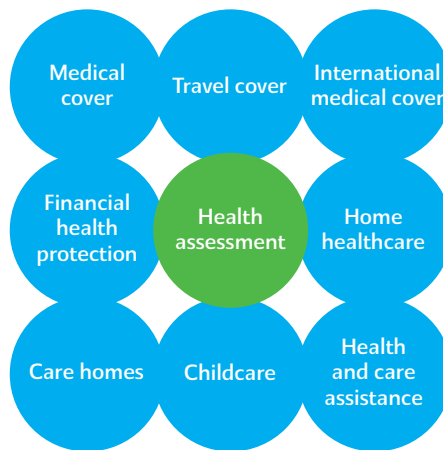 Medical
cover
Travel cover
International
medical cover
Financial
health
protection
Health
assessment
Home
healthcare
Care homes
Childcare
Health
and care
assistance